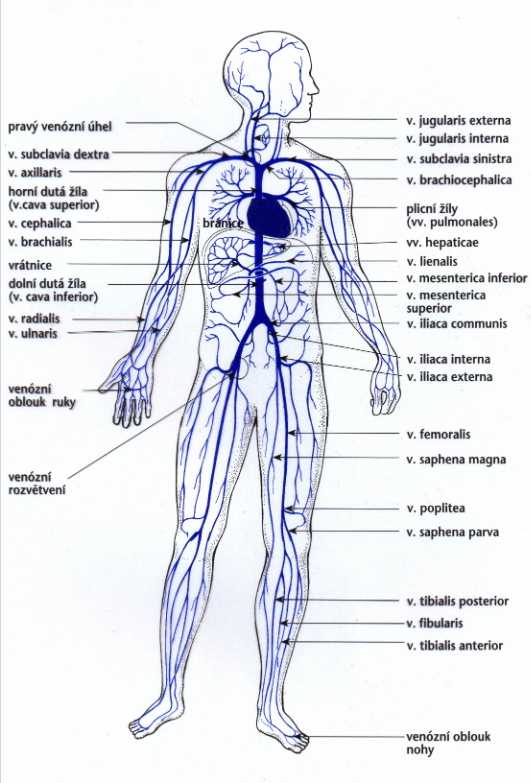 pravý venózní úhel
v. subclavia dextra
v. axillaris
horní dutá žíla
(v.cava superior)
v. cephalica
v. brachialis
vrátnice
dolní dutá žíla
(v. cava inferior)
v. radialis
v. ulnaris
venózní
oblouk ruky
venózní
rozvětvení
bránice
v. jugularis externa
v. jugularis interna
v. subclavia sinistra
v. brachiocephalica
plicní žíly
(vv. pulmonales)
vv. hepaticae
v. lienalis
v. mesenterica inferior
v. mesenterica
superior
v. iliaca communis
v. iliaca interna
v. iliaca externa
v. femoralis
v. saphena magna
v. poplitea
v. saphena parva
v. tibialis posterior
v. fibularis
v. tibialis anterior
venózní oblouk
nohy